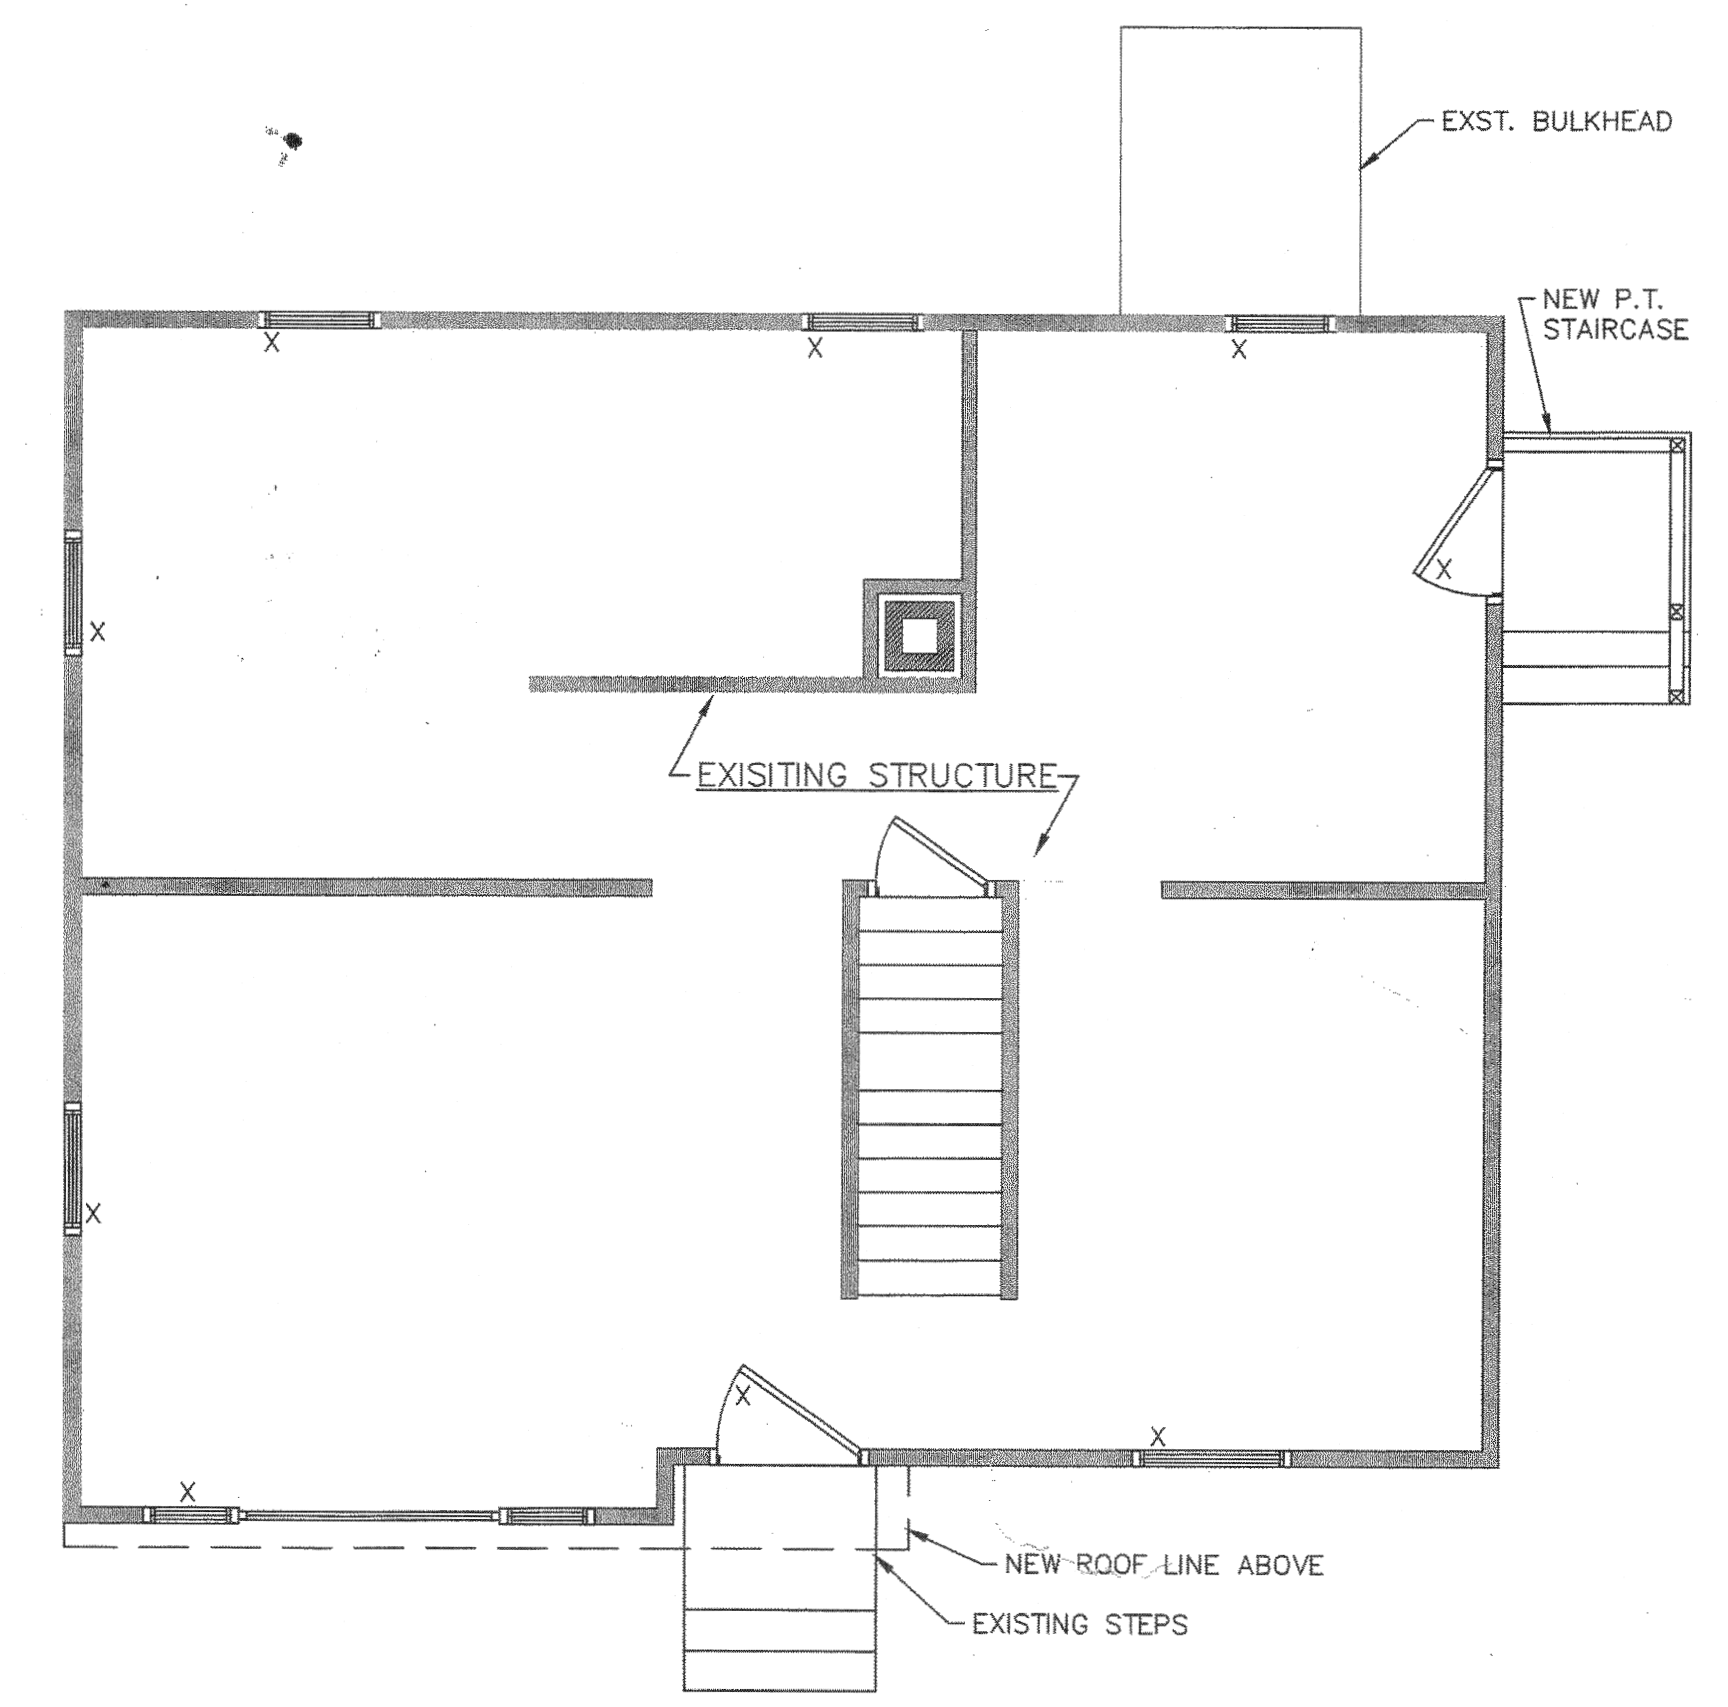 EXST. BULKHEAD
NEW P.T.
STAIRCASE
X
X
X
X
X
EXISITING STRUCTURE
X
X
X
X
NEW ROOF LINE ABOVE
EXISTING STEPS